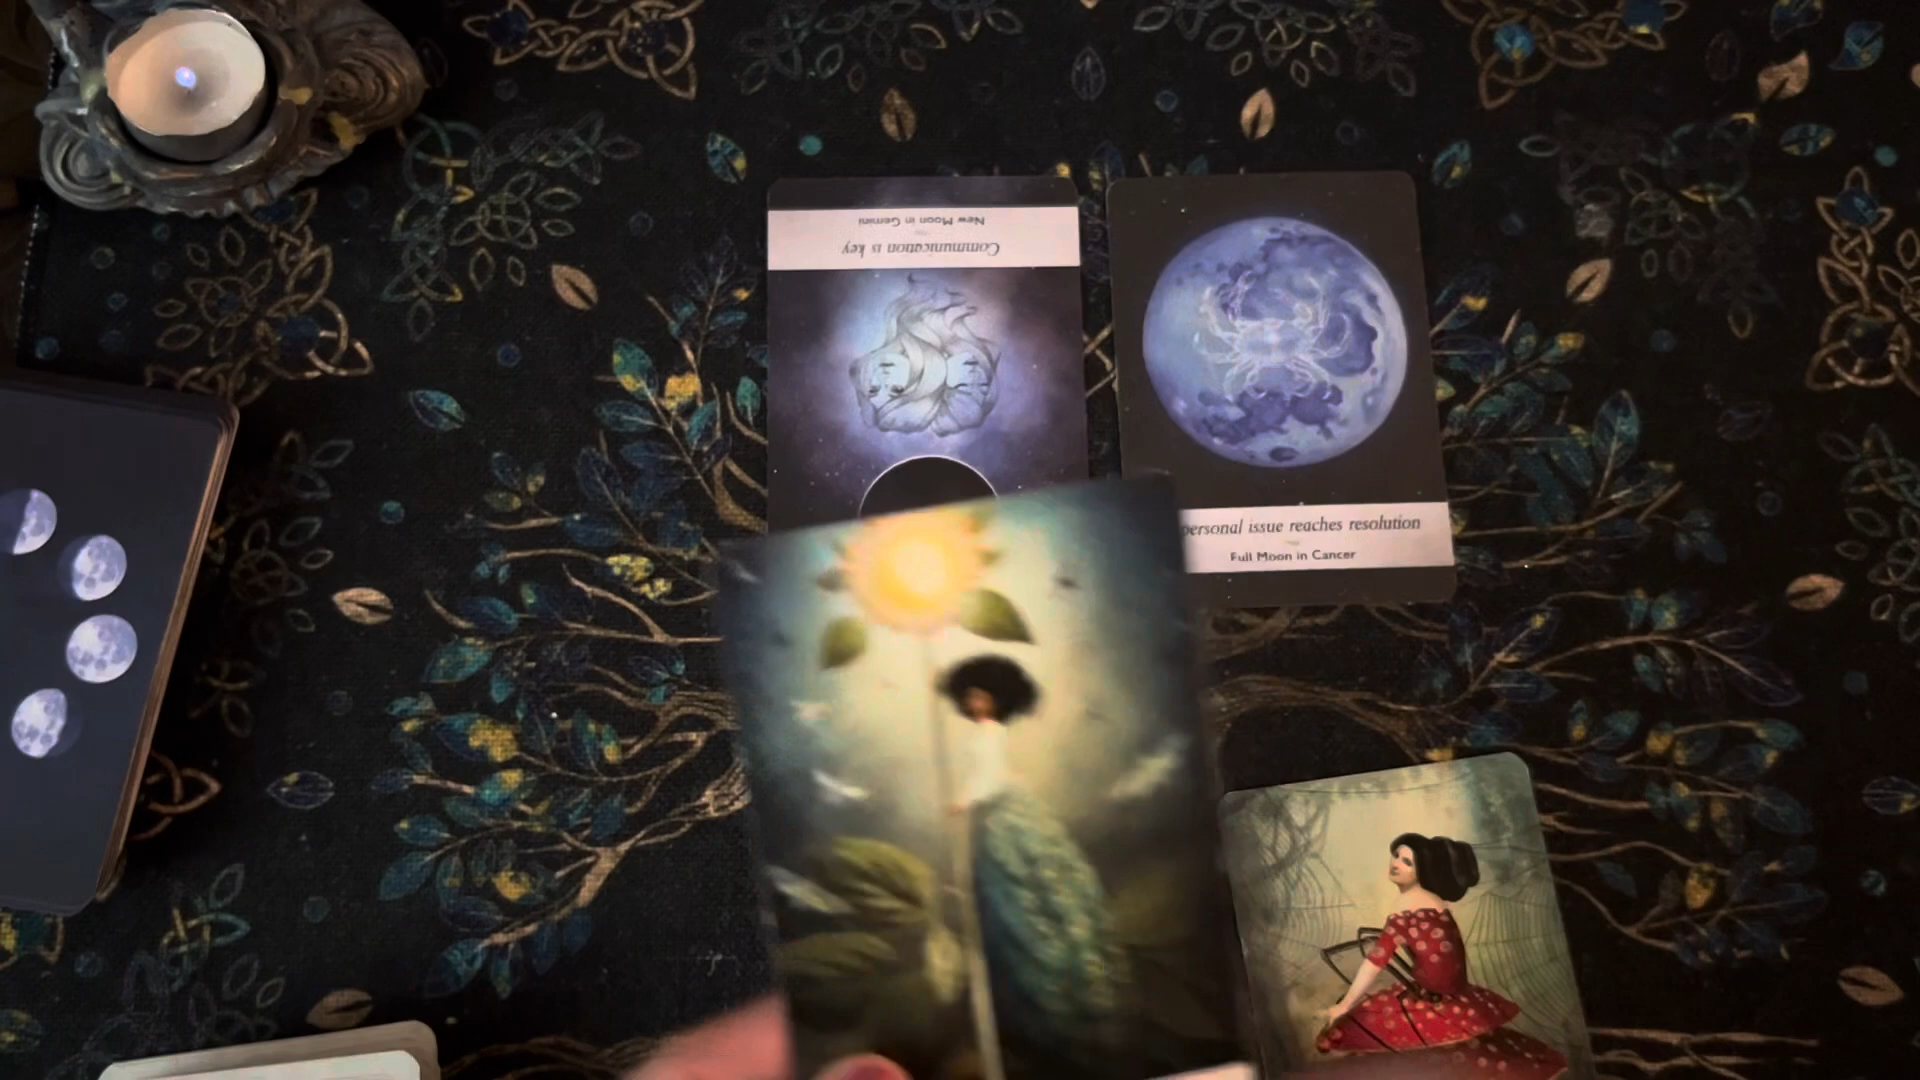 New Moon in Gemini
Communication is key
personal issue reaches resolution
Full Moon in Cancer